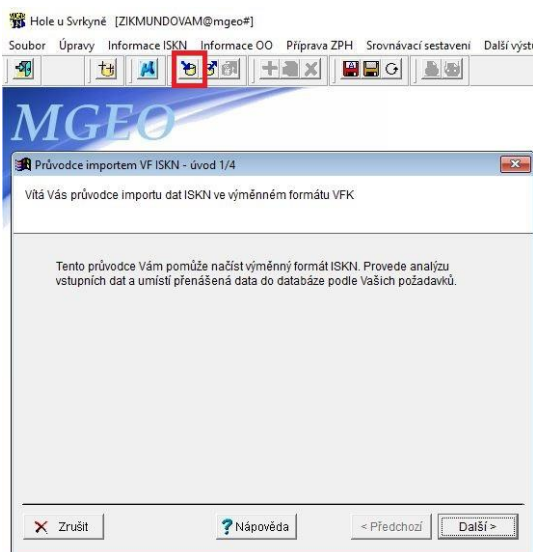 Hole u Svrkyně [ZIKMUNDOVAM@mgeo#]
Soubor Úpravy Informace ISKN Informace OO Příprava ZPH Srovnávací sestavení Další výst
MGEO
Průvodce importem VF ISKN - úvod 1/4
Vítá Vás průvodce importu dat ISKN ve výměnném formátu VFK
Tento průvodce Vám pomůže načíst výměnný formát ISKN. Provede analýzu
vstupních dat a umístí přenášená data do databáze podle Vašich požadavků.
Zrušit ?Nápověda < Předchozí Další >